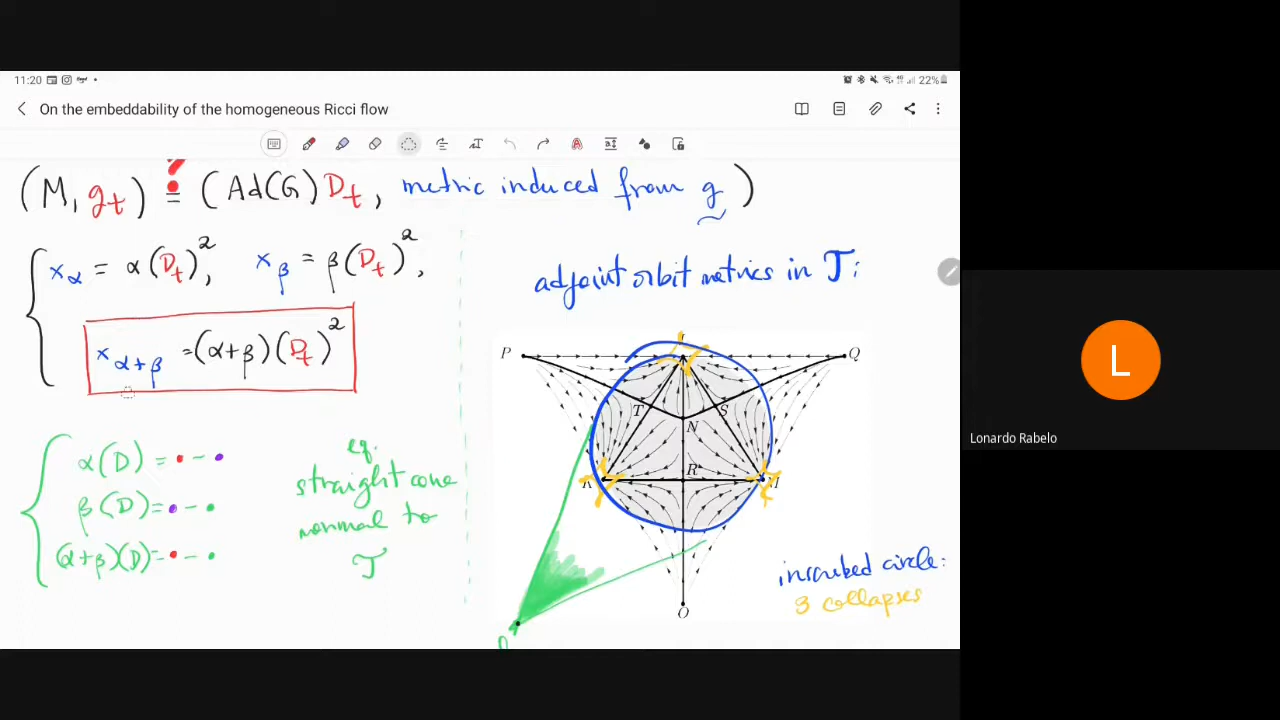 11:20
22%
On the embeddability of the homogeneous Ricci flow
(M, g_t) = (Ad(G) D_t, metric induced from g)
x_α = α(D_t)², x_β = β(D_t)²,
x_{α+β} = (α+β)(D_t)²
adjoint orbit metrics in T:
α(D) = • - •
β(D) = • - •
(α+β)(D) = • - •
eq.
straight cone
normal to
T
P
Q
T
S
N
R
K
M
O
inscribed circle:
3 collapses
L
Lonardo Rabelo